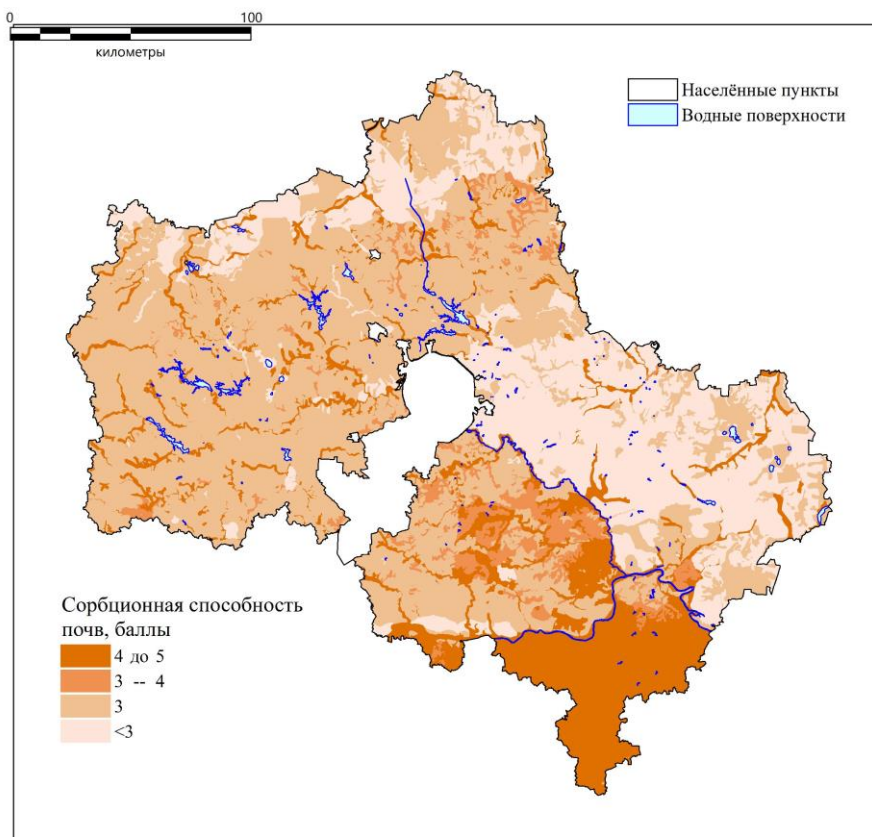 0 100
километры
Населённые пункты
Водные поверхности
Сорбционная способность
почв, баллы
4 до 5
3 -- 4
3
<3